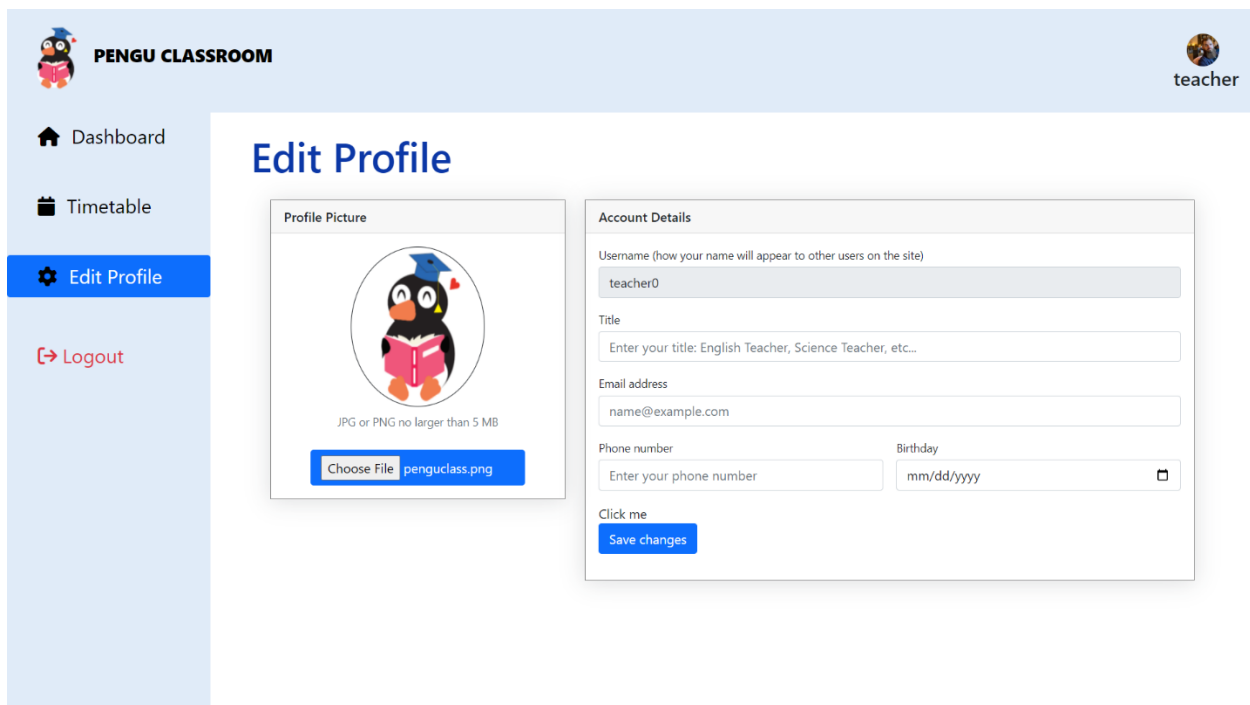 PENGU CLASSROOM
teacher
Dashboard
Timetable
Edit Profile
Logout
Edit Profile
Profile Picture
JPG or PNG no larger than 5 MB
Choose File penguclass.png
Account Details
Username (how your name will appear to other users on the site)
teacher0
Title
Enter your title: English Teacher, Science Teacher, etc...
Email address
name@example.com
Phone number Birthday
Enter your phone number mm/dd/yyyy
Click me
Save changes